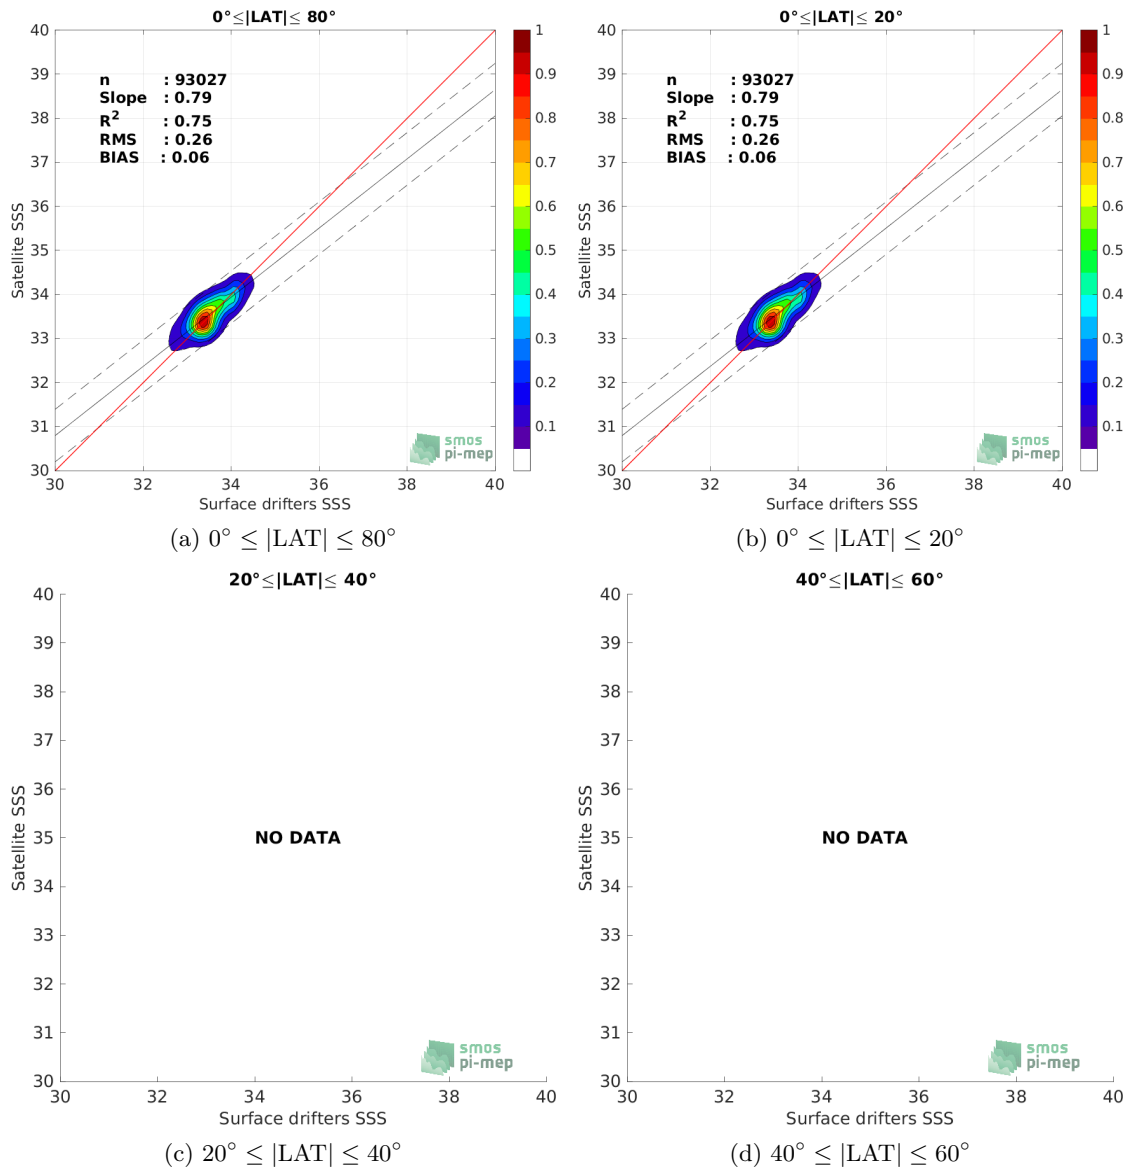 0°≤|LAT|≤ 80°
40
39
38
37
36
35
34
33
32
31
30
Satellite SSS
n : 93027
Slope : 0.79
R² : 0.75
RMS : 0.26
BIAS : 0.06
smos
pi-mep
30 32 34 36 38 40
Surface drifters SSS
1
0.9
0.8
0.7
0.6
0.5
0.4
0.3
0.2
0.1
(a) 0° ≤ |LAT| ≤ 80°
0°≤|LAT|≤ 20°
40
39
38
37
36
35
34
33
32
31
30
Satellite SSS
n : 93027
Slope : 0.79
R² : 0.75
RMS : 0.26
BIAS : 0.06
smos
pi-mep
30 32 34 36 38 40
Surface drifters SSS
1
0.9
0.8
0.7
0.6
0.5
0.4
0.3
0.2
0.1
(b) 0° ≤ |LAT| ≤ 20°
20°≤|LAT|≤ 40°
40
39
38
37
36
35
34
33
32
31
30
Satellite SSS
NO DATA
smos
pi-mep
30 32 34 36 38 40
Surface drifters SSS
(c) 20° ≤ |LAT| ≤ 40°
40°≤|LAT|≤ 60°
40
39
38
37
36
35
34
33
32
31
30
Satellite SSS
NO DATA
smos
pi-mep
30 32 34 36 38 40
Surface drifters SSS
(d) 40° ≤ |LAT| ≤ 60°